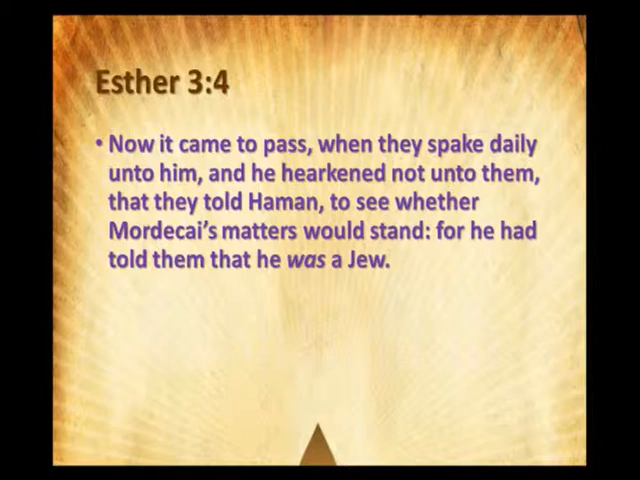 Esther 3:4
• Now it came to pass, when they spake daily
unto him, and he hearkened not unto them,
that they told Haman, to see whether
Mordecai's matters would stand: for he had
told them that he was a Jew.